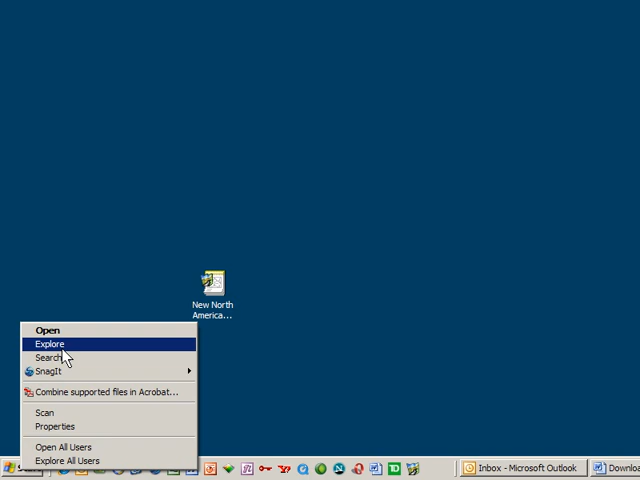 New North
America...
Open
Explore
Search
SnagIt
Combine supported files in Acrobat...
Scan
Properties
Open All Users
Explore All Users
Inbox - Microsoft Outlook
Downloa